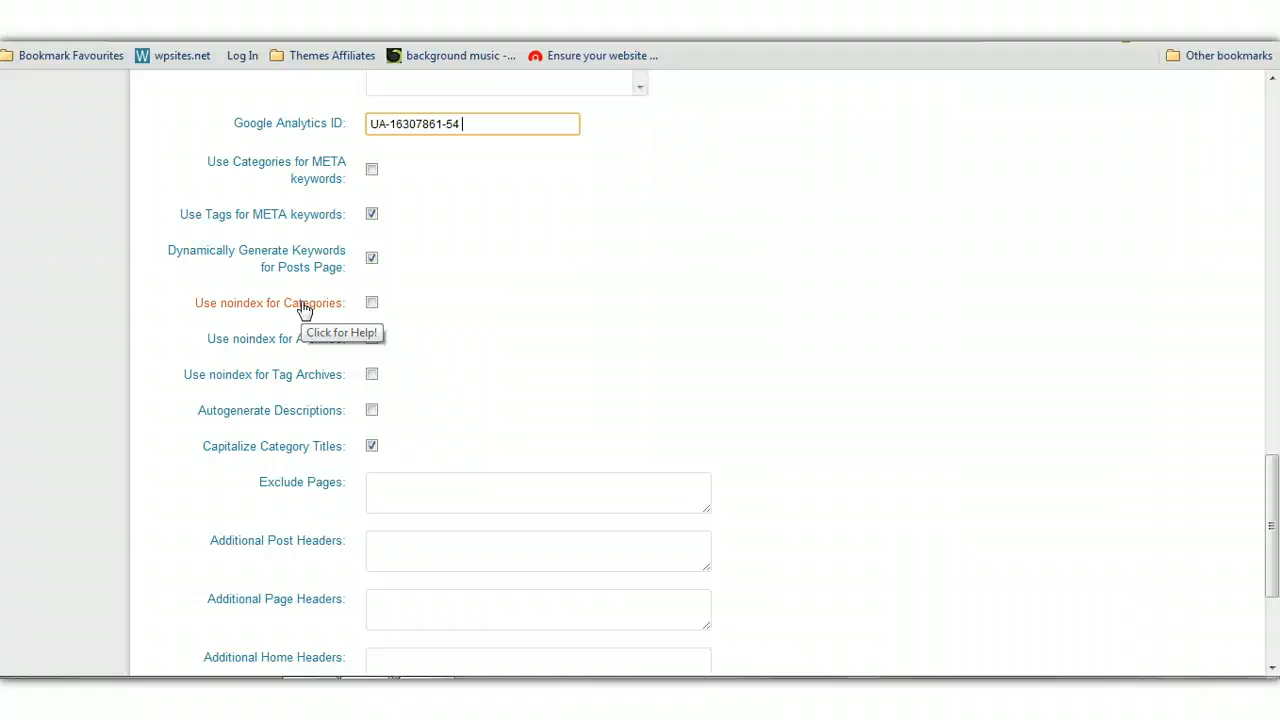 Bookmark Favourites wpsites.net Log In Themes Affiliates background music -... Ensure your website ... Other bookmarks
Google Analytics ID: UA-16307861-54
Use Categories for META
keywords:
Use Tags for META keywords:
Dynamically Generate Keywords
for Posts Page:
Use noindex for Categories:
Click for Help!
Use noindex for
Use noindex for Tag Archives:
Autogenerate Descriptions:
Capitalize Category Titles:
Exclude Pages:
Additional Post Headers:
Additional Page Headers:
Additional Home Headers: